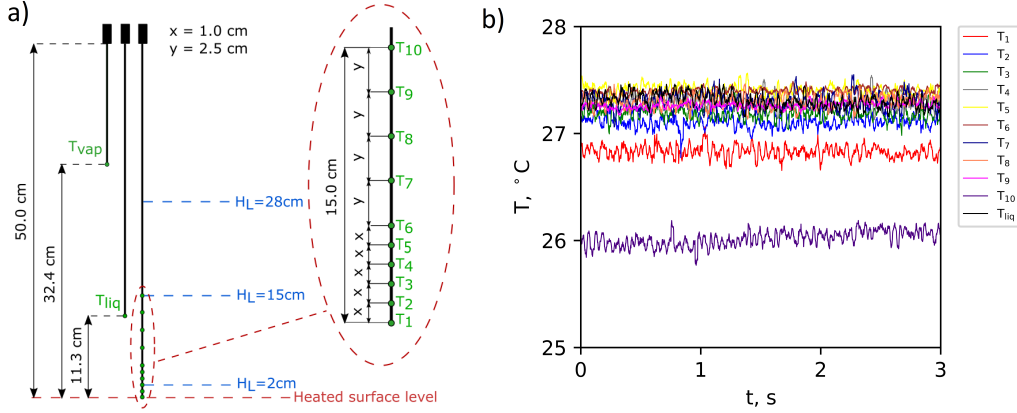 a)
x = 1.0 cm
y = 2.5 cm
50.0 cm
32.4 cm
11.3 cm
Tvap
Tliq
HL=28cm
HL=15cm
HL=2cm
Heated surface level
15.0 cm
y
y
y
y
x
x
x
x
x
T10
T9
T8
T7
T6
T5
T4
T3
T2
T1
b)
28
27
26
25
T, °C
0
1
2
3
t, s
T1
T2
T3
T4
T5
T6
T7
T8
T9
T10
Tliq